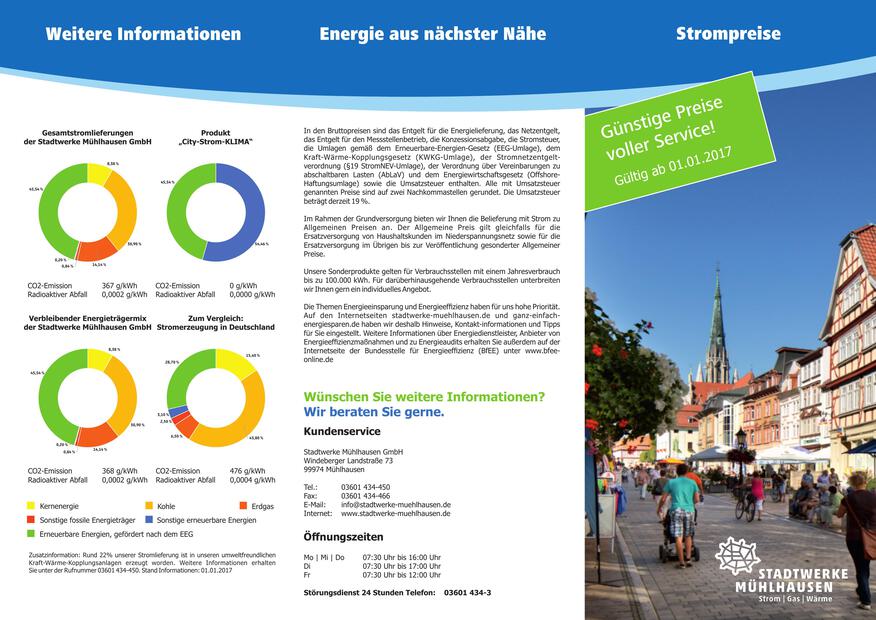 Weitere Informationen
Gesamtstromlieferungen
der Stadtwerke Mühlhausen GmbH
8,58 %
30,90 %
14,14 %
0,84 %
0,29 %
45,54 %
CO2-Emission 367 g/kWh
Radioaktiver Abfall 0,0002 g/kWh
Produkt
„City-Strom-KLIMA“
45,54 %
54,46 %
CO2-Emission 0 g/kWh
Radioaktiver Abfall 0,0000 g/kWh
Verbleibender Energieträgermix
der Stadtwerke Mühlhausen GmbH
8,58 %
30,90 %
14,14 %
0,84 %
0,29 %
45,54 %
CO2-Emission 368 g/kWh
Radioaktiver Abfall 0,0002 g/kWh
Zum Vergleich:
Stromerzeugung in Deutschland
15,40 %
43,80 %
6,50 %
2,50 %
3,10 %
28,70 %
CO2-Emission 476 g/kWh
Radioaktiver Abfall 0,0004 g/kWh
Kernenergie
Kohle
Erdgas
Sonstige fossile Energieträger
Sonstige erneuerbare Energien
Erneuerbare Energien, gefördert nach dem EEG
Zusatzinformation: Rund 22% unserer Stromlieferung ist in unseren umweltfreundlichen
Kraft-Wärme-Kopplungsanlagen erzeugt worden. Weitere Informationen erhalten
Sie unter der Rufnummer 03601 434-450. Stand Informationen: 01.01.2017
Energie aus nächster Nähe
In den Bruttopreisen sind das Entgelt für die Energielieferung, das Netzentgelt,
das Entgelt für den Messstellenbetrieb, die Konzessionsabgabe, die Stromsteuer,
die Umlagen gemäß dem Erneuerbare-Energien-Gesetz (EEG-Umlage), dem
Kraft-Wärme-Kopplungsgesetz (KWKG-Umlage), der Stromnetzentgelt-
verordnung (§19 StromNEV-Umlage), der Verordnung über Vereinbarungen zu
abschaltbaren Lasten (AbLaV) und dem Energiewirtschaftsgesetz (Offshore-
Haftungsumlage) sowie die Umsatzsteuer enthalten. Alle mit Umsatzsteuer
genannten Preise sind auf zwei Nachkommastellen gerundet. Die Umsatzsteuer
beträgt derzeit 19 %.
Im Rahmen der Grundversorgung bieten wir Ihnen die Belieferung mit Strom zu
Allgemeinen Preisen an. Der Allgemeine Preis gilt gleichfalls für die
Ersatzversorgung von Haushaltskunden im Niederspannungsnetz sowie für die
Ersatzversorgung im Übrigen bis zur Veröffentlichung gesonderter Allgemeiner
Preise.
Unsere Sonderprodukte gelten für Verbrauchsstellen mit einem Jahresverbrauch
bis zu 100.000 kWh. Für darüberhinausgehende Verbrauchsstellen unterbreiten
wir Ihnen gern ein individuelles Angebot.
Die Themen Energieeinsparung und Energieeffizienz haben für uns hohe Priorität.
Auf den Internetseiten stadtwerke-muehlhausen.de und ganz-einfach-
energiesparen.de haben wir deshalb Hinweise, Kontakt-informationen und Tipps
für Sie eingestellt. Weitere Informationen über Energiedienstleister, Anbieter von
Energieeffizienzmaßnahmen und zu Energieaudits erhalten Sie außerdem auf der
Internetseite der Bundesstelle für Energieeffizienz (BfEE) unter www.bfee-
online.de
Wünschen Sie weitere Informationen?
Wir beraten Sie gerne.
Kundenservice
Stadtwerke Mühlhausen GmbH
Windeberger Landstraße 73
99974 Mühlhausen
Tel.: 03601 434-450
Fax: 03601 434-466
E-Mail: info@stadtwerke-muehlhausen.de
Internet: www.stadtwerke-muehlhausen.de
Öffnungszeiten
Mo | Mi | Do 07:30 Uhr bis 16:00 Uhr
Di 07:30 Uhr bis 17:00 Uhr
Fr 07:30 Uhr bis 12:00 Uhr
Störungsdienst 24 Stunden Telefon: 03601 434-3
Strompreise
Günstige Preise
voller Service!
Gültig ab 01.01.2017
STADTWERKE
MÜHLHAUSEN
Strom | Gas | Wärme